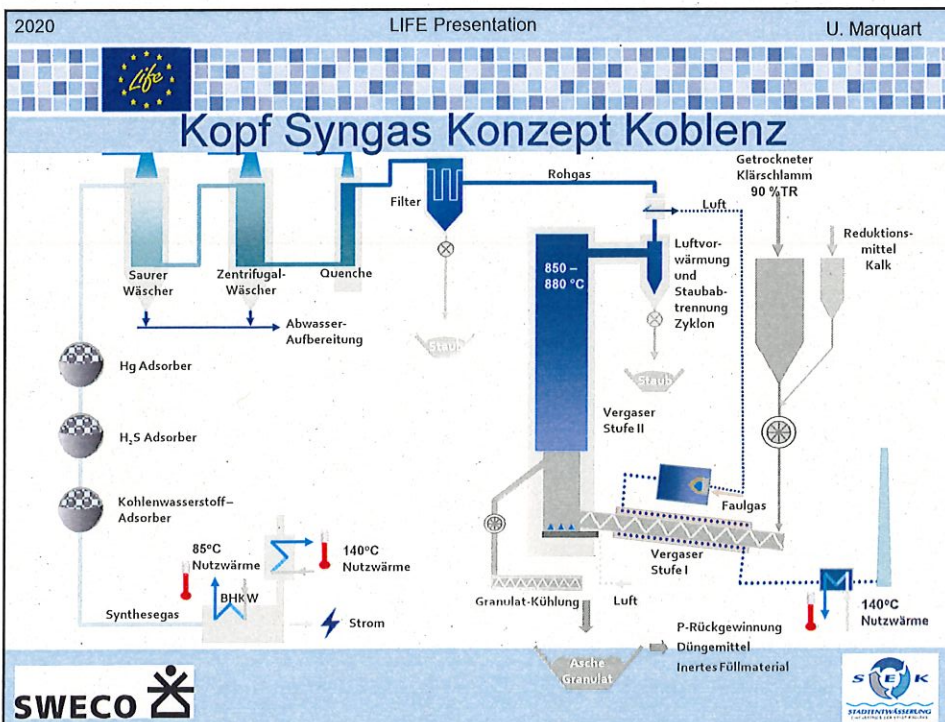 2020
LIFE Presentation
U. Marquart
Life
Kopf Syngas Konzept Koblenz
Getrockneter
Klärschlamm
90 %TR
Rohgas
Luft
Filter
Reduktions-
mittel
Kalk
Saurer
Wäscher
Zentrifugal-
Wäscher
Quenche
850 –
880 °C
Luftvor-
wärmung
und
Staubab-
trennung
Zyklon
Abwasser-
Aufbereitung
Staub
Staub
Hg Adsorber
Vergaser
Stufe II
H₂S Adsorber
Faulgas
Kohlenwasserstoff–
Adsorber
Vergaser
Stufe I
85°C
Nutzwärme
140°C
Nutzwärme
BHKW
Synthesegas
Strom
Granulat-Kühlung
Luft
140°C
Nutzwärme
P-Rückgewinnung
Düngemittel
Inertes Füllmaterial
Asche
Granulat
SWECO
SEK
STADTENTWÄSSERUNG